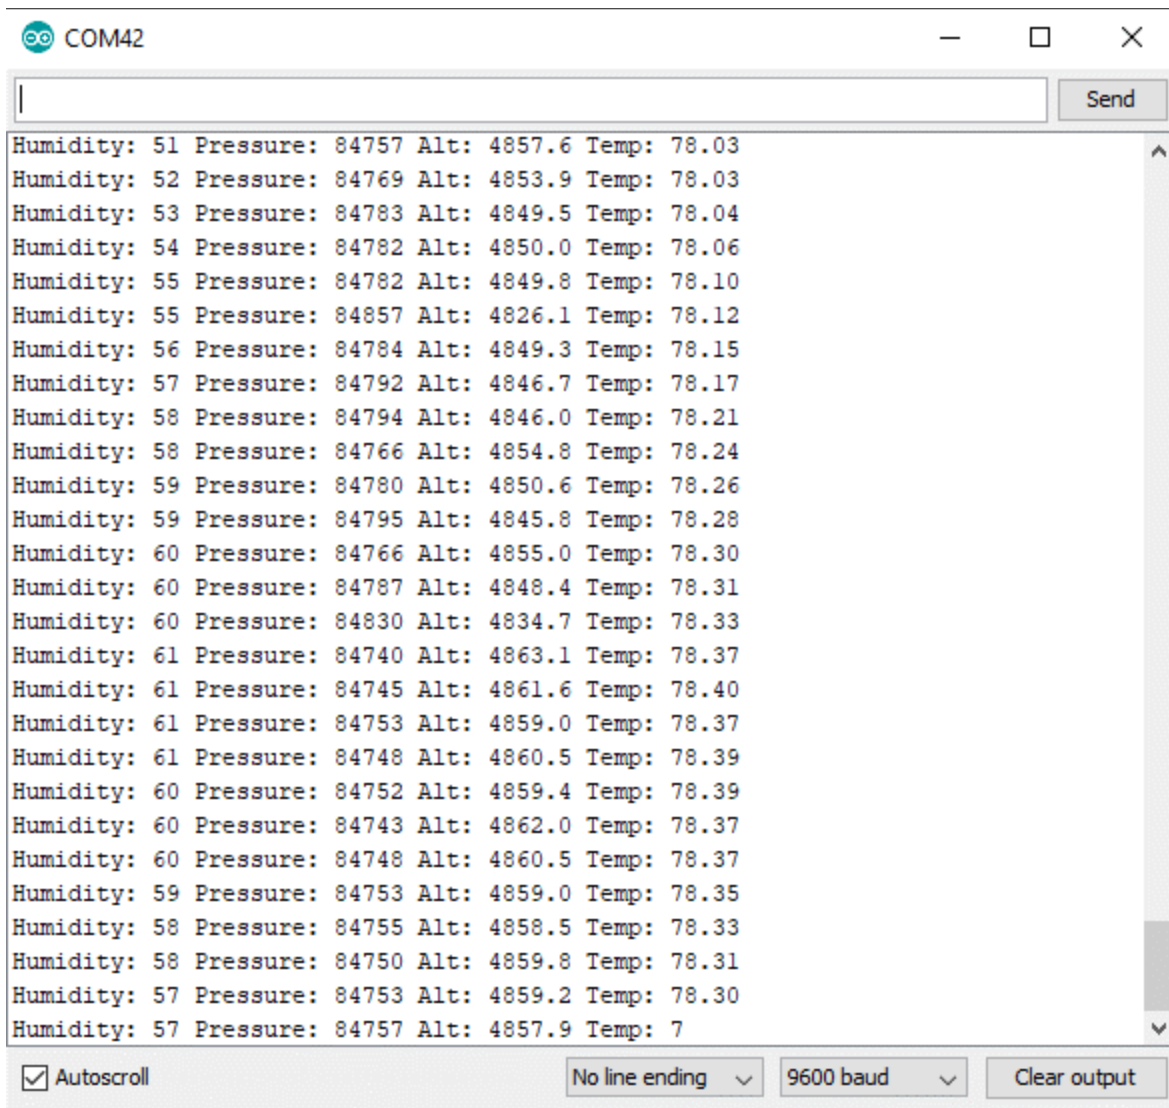 COM42
Send
Humidity: 51 Pressure: 84757 Alt: 4857.6 Temp: 78.03
Humidity: 52 Pressure: 84769 Alt: 4853.9 Temp: 78.03
Humidity: 53 Pressure: 84783 Alt: 4849.5 Temp: 78.04
Humidity: 54 Pressure: 84782 Alt: 4850.0 Temp: 78.06
Humidity: 55 Pressure: 84782 Alt: 4849.8 Temp: 78.10
Humidity: 55 Pressure: 84857 Alt: 4826.1 Temp: 78.12
Humidity: 56 Pressure: 84784 Alt: 4849.3 Temp: 78.15
Humidity: 57 Pressure: 84792 Alt: 4846.7 Temp: 78.17
Humidity: 58 Pressure: 84794 Alt: 4846.0 Temp: 78.21
Humidity: 58 Pressure: 84766 Alt: 4854.8 Temp: 78.24
Humidity: 59 Pressure: 84780 Alt: 4850.6 Temp: 78.26
Humidity: 59 Pressure: 84795 Alt: 4845.8 Temp: 78.28
Humidity: 60 Pressure: 84766 Alt: 4855.0 Temp: 78.30
Humidity: 60 Pressure: 84787 Alt: 4848.4 Temp: 78.31
Humidity: 60 Pressure: 84830 Alt: 4834.7 Temp: 78.33
Humidity: 61 Pressure: 84740 Alt: 4863.1 Temp: 78.37
Humidity: 61 Pressure: 84745 Alt: 4861.6 Temp: 78.40
Humidity: 61 Pressure: 84753 Alt: 4859.0 Temp: 78.37
Humidity: 61 Pressure: 84748 Alt: 4860.5 Temp: 78.39
Humidity: 60 Pressure: 84752 Alt: 4859.4 Temp: 78.39
Humidity: 60 Pressure: 84743 Alt: 4862.0 Temp: 78.37
Humidity: 60 Pressure: 84748 Alt: 4860.5 Temp: 78.37
Humidity: 59 Pressure: 84753 Alt: 4859.0 Temp: 78.35
Humidity: 58 Pressure: 84755 Alt: 4858.5 Temp: 78.33
Humidity: 58 Pressure: 84750 Alt: 4859.8 Temp: 78.31
Humidity: 57 Pressure: 84753 Alt: 4859.2 Temp: 78.30
Humidity: 57 Pressure: 84757 Alt: 4857.9 Temp: 7
Autoscroll No line ending 9600 baud Clear output